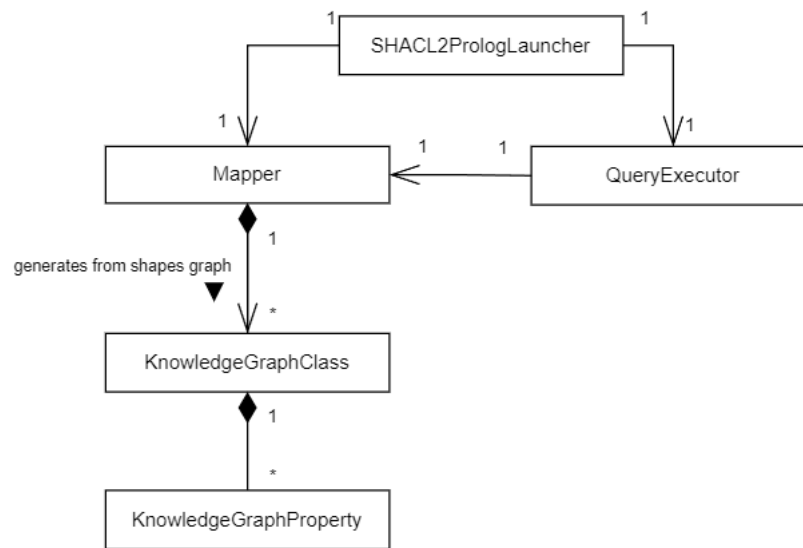 1
SHACL2PrologLauncher
1
1
1
Mapper
1
1
QueryExecutor
1
generates from shapes graph
*
KnowledgeGraphClass
1
*
KnowledgeGraphProperty